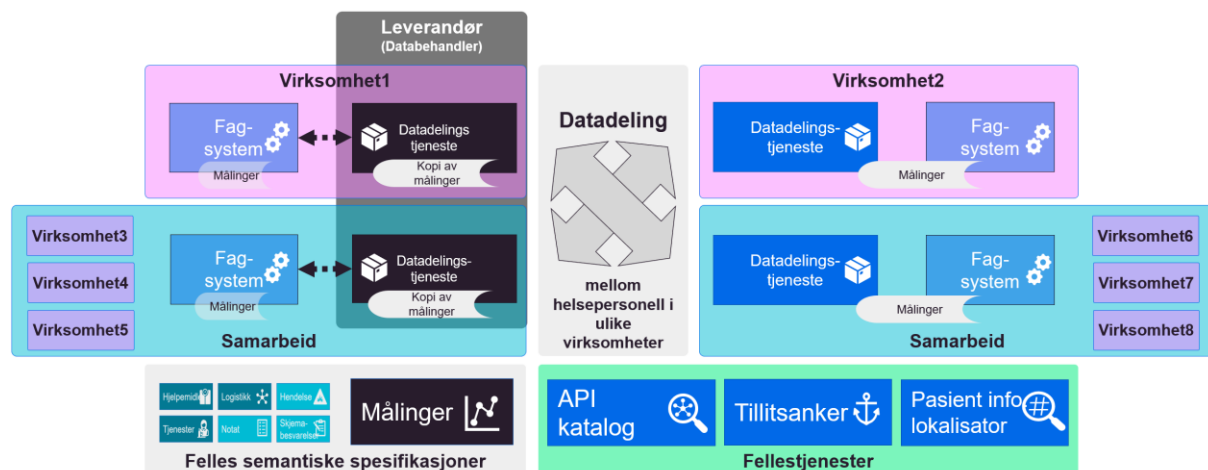 Leverandør
(Databehandler)
Virksomhet1
Fag-
system
Målinger
Datadelings
tjeneste
Kopi av
målinger
Datadeling
mellom
helsepersonell i
ulike
virksomheter
Virksomhet2
Datadelings-
tjeneste
Fag-
system
Målinger
Virksomhet3
Virksomhet4
Virksomhet5
Fag-
system
Målinger
Datadelings-
tjeneste
Kopi av
målinger
Samarbeid
Datadelings-
tjeneste
Fag-
system
Målinger
Virksomhet6
Virksomhet7
Virksomhet8
Samarbeid
Hjelpemidle
Logistikk
Hendelse
Tjenester
Notat
Skjema-
besvarelser
Målinger
Felles semantiske spesifikasjoner
API
katalog
Tillitsanker
Pasient info
lokalisator
Fellestjenester